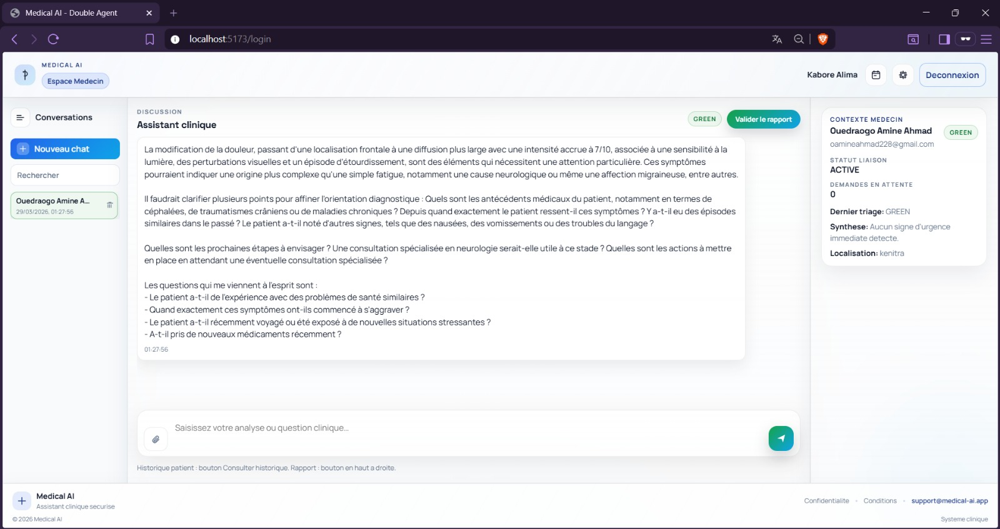 Medical AI - Double Agent
localhost:5173/login
MEDICAL AI
Espace Medecin
Kabore Alima
Deconnexion
Conversations
Nouveau chat
Rechercher
Ouedraogo Amine A...
29/03/2026, 01:27:56
DISCUSSION
Assistant clinique
GREEN
Valider le rapport
La modification de la douleur, passant d'une localisation frontale à une diffusion plus large avec une intensité accrue à 7/10, associée à une sensibilité à la
lumière, des perturbations visuelles et un épisode d'étourdissement, sont des éléments qui nécessitent une attention particulière. Ces symptômes
pourraient indiquer une origine plus complexe qu'une simple fatigue, notamment une cause neurologique ou même une affection migraineuse, entre autres.
Il faudrait clarifier plusieurs points pour affiner l'orientation diagnostique : Quels sont les antécédents médicaux du patient, notamment en termes de
céphalées, de traumatismes crâniens ou de maladies chroniques ? Depuis quand exactement le patient ressent-il ces symptômes ? Y a-t-il eu des épisodes
similaires dans le passé ? Le patient a-t-il noté d'autres signes, tels que des nausées, des vomissements ou des troubles du langage ?
Quelles sont les prochaines étapes à envisager ? Une consultation spécialisée en neurologie serait-elle utile à ce stade ? Quelles sont les actions à mettre
en place en attendant une éventuelle consultation spécialisée ?
Les questions qui me viennent à l'esprit sont :
- Le patient a-t-il de l'expérience avec des problèmes de santé similaires ?
- Quand exactement ces symptômes ont-ils commencé à s'aggraver ?
- Le patient a-t-il récemment voyagé ou été exposé à de nouvelles situations stressantes ?
- A-t-il pris de nouveaux médicaments récemment ?
01:27:56
Saisissez votre analyse ou question clinique...
Historique patient : bouton Consulter historique. Rapport : bouton en haut a droite.
CONTEXTE MEDECIN
Ouedraogo Amine Ahmad
GREEN
oamineahmad228@gmail.com
STATUT LIAISON
ACTIVE
DEMANDES EN ATTENTE
0
Dernier triage: GREEN
Synthese: Aucun signe d'urgence
immediate detecte.
Localisation: kenitra
Medical AI
Assistant clinique securise
© 2026 Medical AI
Confidentialite • Conditions • support@medical-ai.app
Systeme clinique